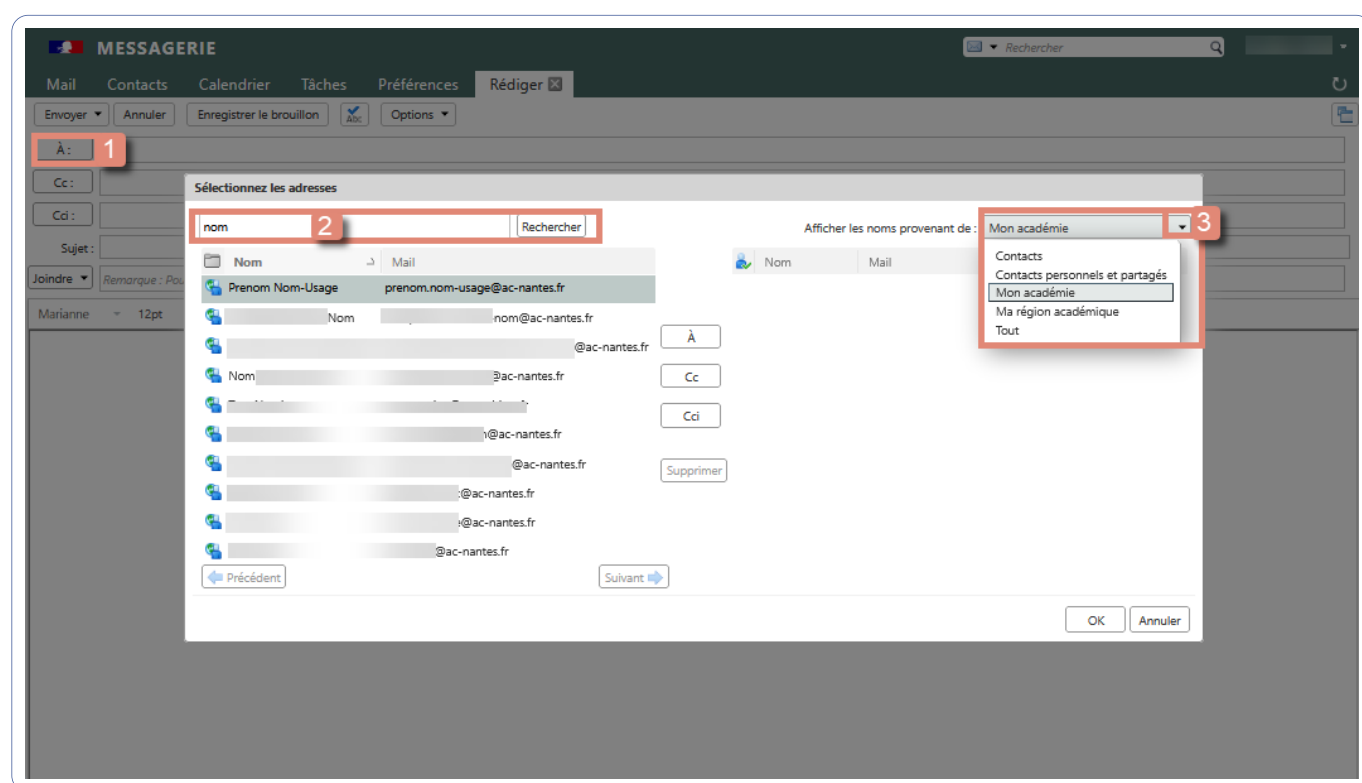 MESSAGERIE
Rechercher
Mail Contacts Calendrier Tâches Préférences Rédiger
Envoyer Annuler Enregistrer le brouillon Abc Options
À : 1
Cc :
Sélectionnez les adresses
Cci :
nom 2 Rechercher
Afficher les noms provenant de : Mon académie 3
Sujet :
Nom Mail
Nom Mail
Contacts
Contacts personnels et partagés
Mon académie
Ma région académique
Tout
Joindre Remarque : Pou
Prenom Nom-Usage prenom.nom-usage@ac-nantes.fr
Marianne 12pt
Nom nom@ac-nantes.fr
@ac-nantes.fr
À
Nom @ac-nantes.fr
Cc
Cci
@ac-nantes.fr
@ac-nantes.fr
Supprimer
@ac-nantes.fr
@ac-nantes.fr
@ac-nantes.fr
Précédent Suivant
OK Annuler